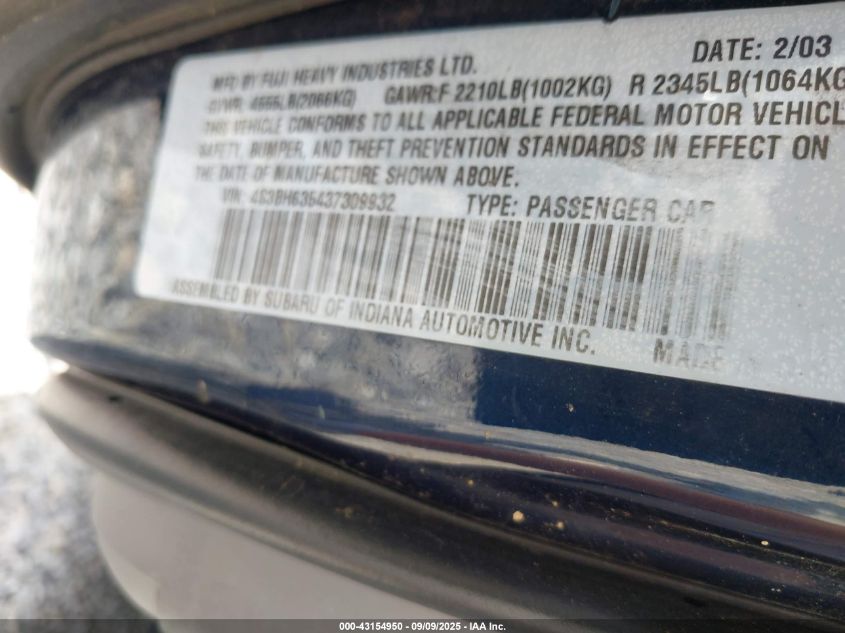 DATE: 2/03
MFD BY FUJI HEAVY INDUSTRIES LTD.
GVWR: 4555LB(2066KG) GAWR:F 2210LB(1002KG) R 2345LB(1064KG
THIS VEHICLE CONFORMS TO ALL APPLICABLE FEDERAL MOTOR VEHICL
SAFETY, BUMPER, AND THEFT PREVENTION STANDARDS IN EFFECT ON
THE DATE OF MANUFACTURE SHOWN ABOVE.
VIN: 4S3BH635437309932 TYPE: PASSENGER CAR
ASSEMBLED BY SUBARU OF INDIANA AUTOMOTIVE INC.
MADE
000-43154950 - 09/09/2025 - IAA Inc.